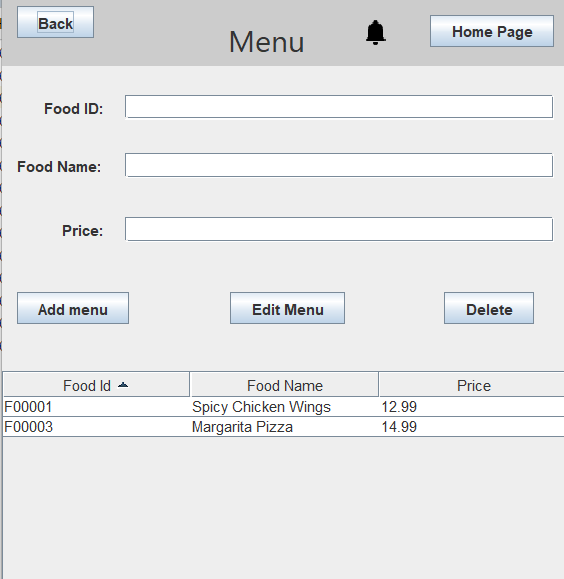 Back
Menu
Home Page
Food ID:
Food Name:
Price:
Add menu Edit Menu Delete
Food Id Food Name Price
F00001 Spicy Chicken Wings 12.99
F00003 Margarita Pizza 14.99